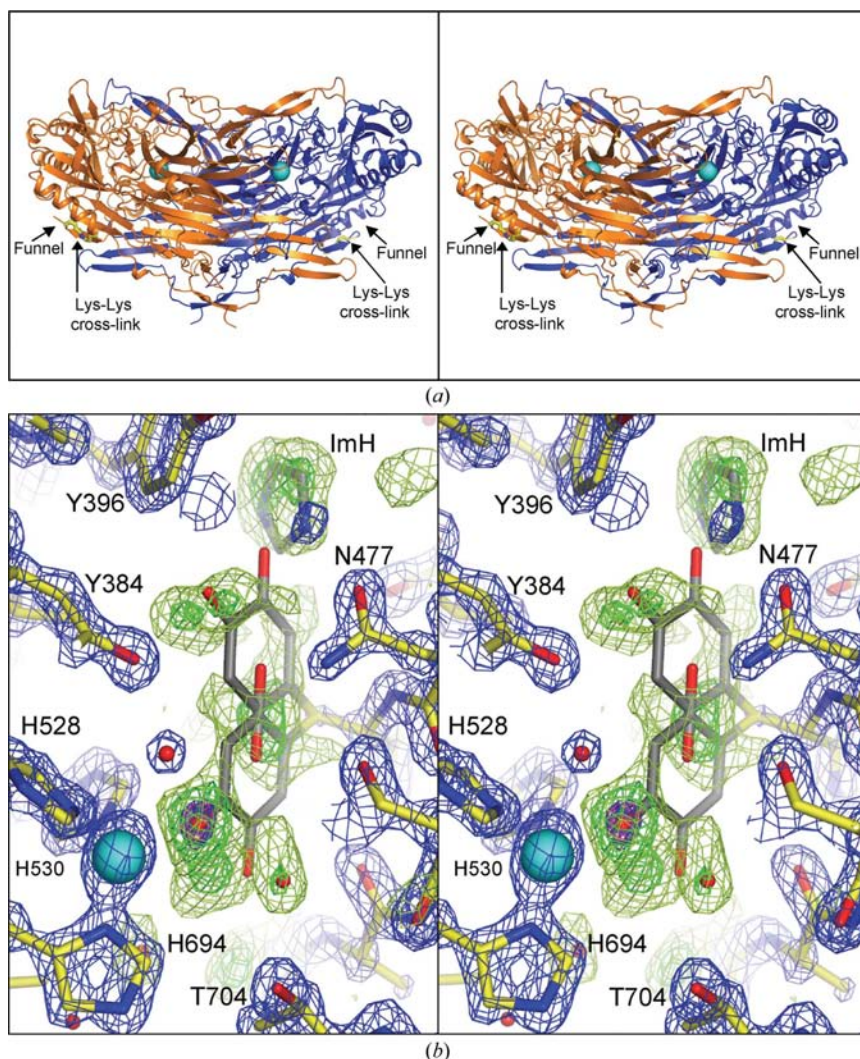 Funnel
Lys-Lys
cross-link
Funnel
Lys-Lys
cross-link
Funnel
Lys-Lys
cross-link
Funnel
Lys-Lys
cross-link
(a)
ImH
Y396
N477
Y384
H528
H530
H694
T704
ImH
Y396
N477
Y384
H528
H530
H694
T704
(b)